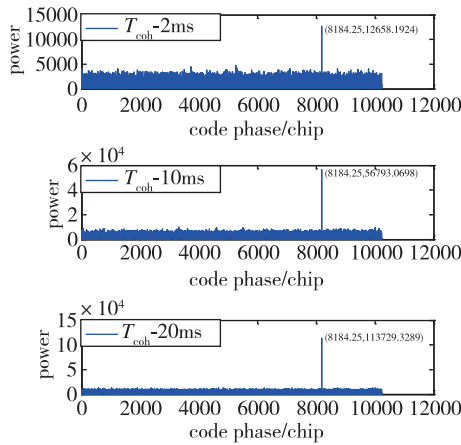 15000
10000
5000
0
power
T_coh-2ms
(8184.25,12658.1924)
0 2000 4000 6000 8000 10000 12000
code phase/chip
6 × 10^4
4
2
0
power
T_coh-10ms
(8184.25,56793.0698)
0 2000 4000 6000 8000 10000 12000
code phase/chip
15 × 10^4
10
5
0
power
T_coh-20ms
(8184.25,113729.3289)
0 2000 4000 6000 8000 10000 12000
code phase/chip